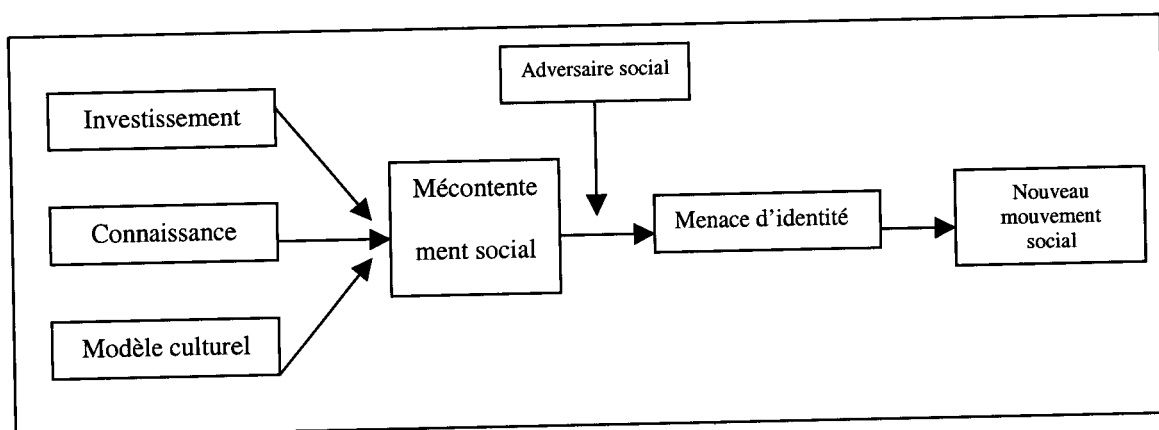 Adversaire social
Investissement
Mécontente
ment social
Connaissance
Menace d'identité
Nouveau
mouvement
social
Modèle culturel